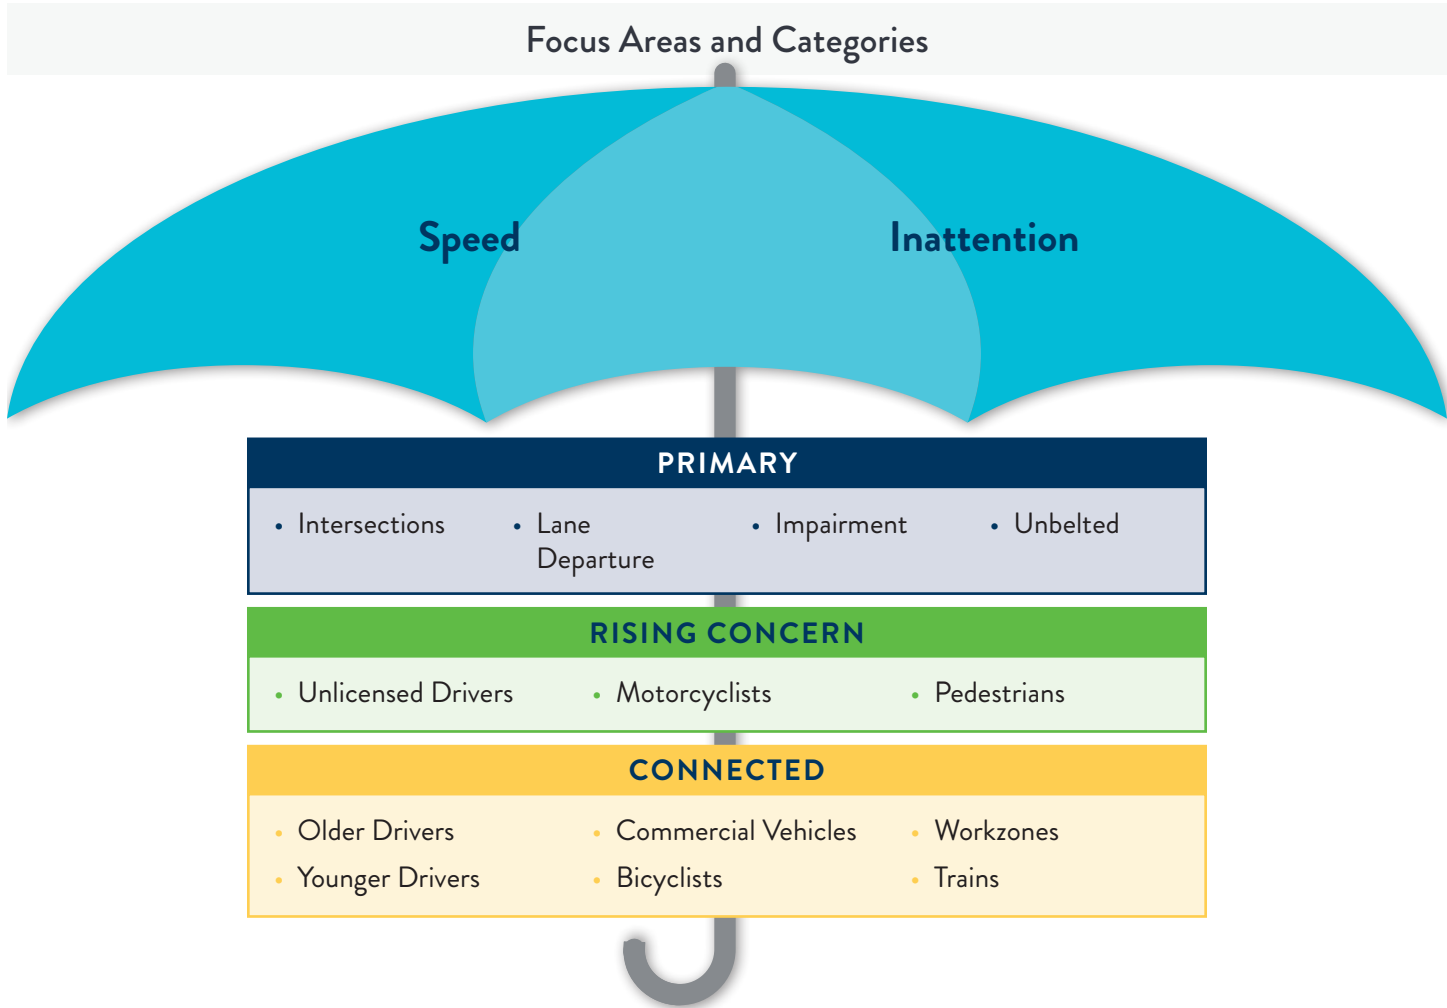 Focus Areas and Categories
Speed
Inattention
PRIMARY
• Intersections
• Lane
Departure
• Impairment
• Unbelted
RISING CONCERN
• Unlicensed Drivers
• Motorcyclists
• Pedestrians
CONNECTED
• Older Drivers
• Younger Drivers
• Commercial Vehicles
• Bicyclists
• Workzones
• Trains